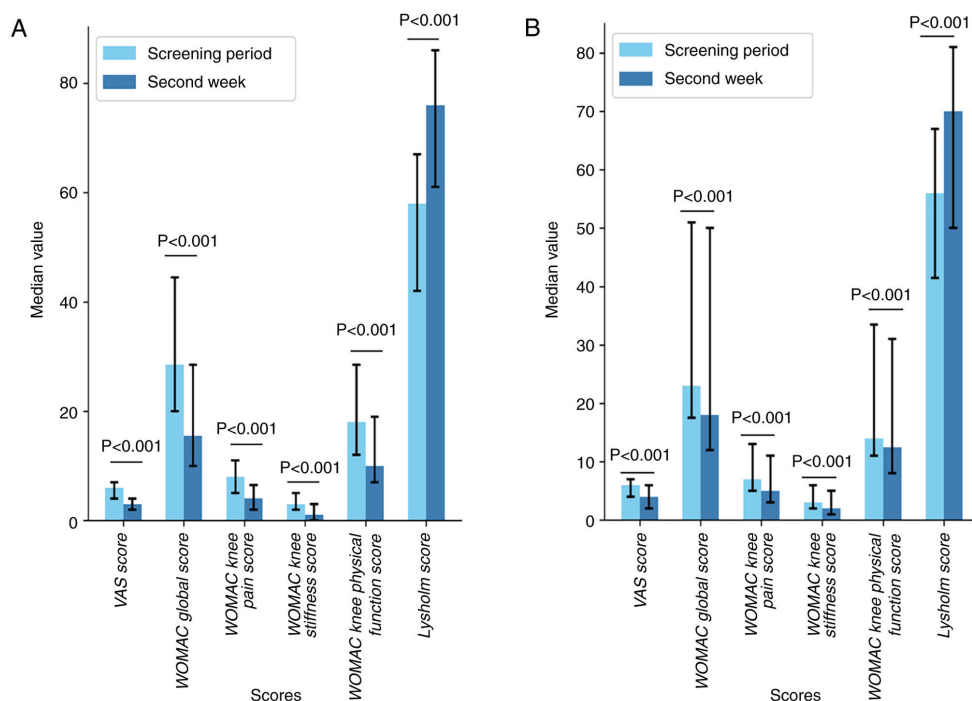 A
P<0.001
Screening period
Second week
80
60
40
20
0
Median value
P<0.001
P<0.001
P<0.001
P<0.001
P<0.001
VAS score
WOMAC global score
WOMAC knee
pain score
WOMAC knee
stiffness score
WOMAC knee physical
function score
Lysholm score
Scores
B
P<0.001
Screening period
Second week
80
70
60
50
40
30
20
10
0
Median value
P<0.001
P<0.001
P<0.001
P<0.001
P<0.001
VAS score
WOMAC global score
WOMAC knee
pain score
WOMAC knee
stiffness score
WOMAC knee physical
function score
Lysholm score
Scores